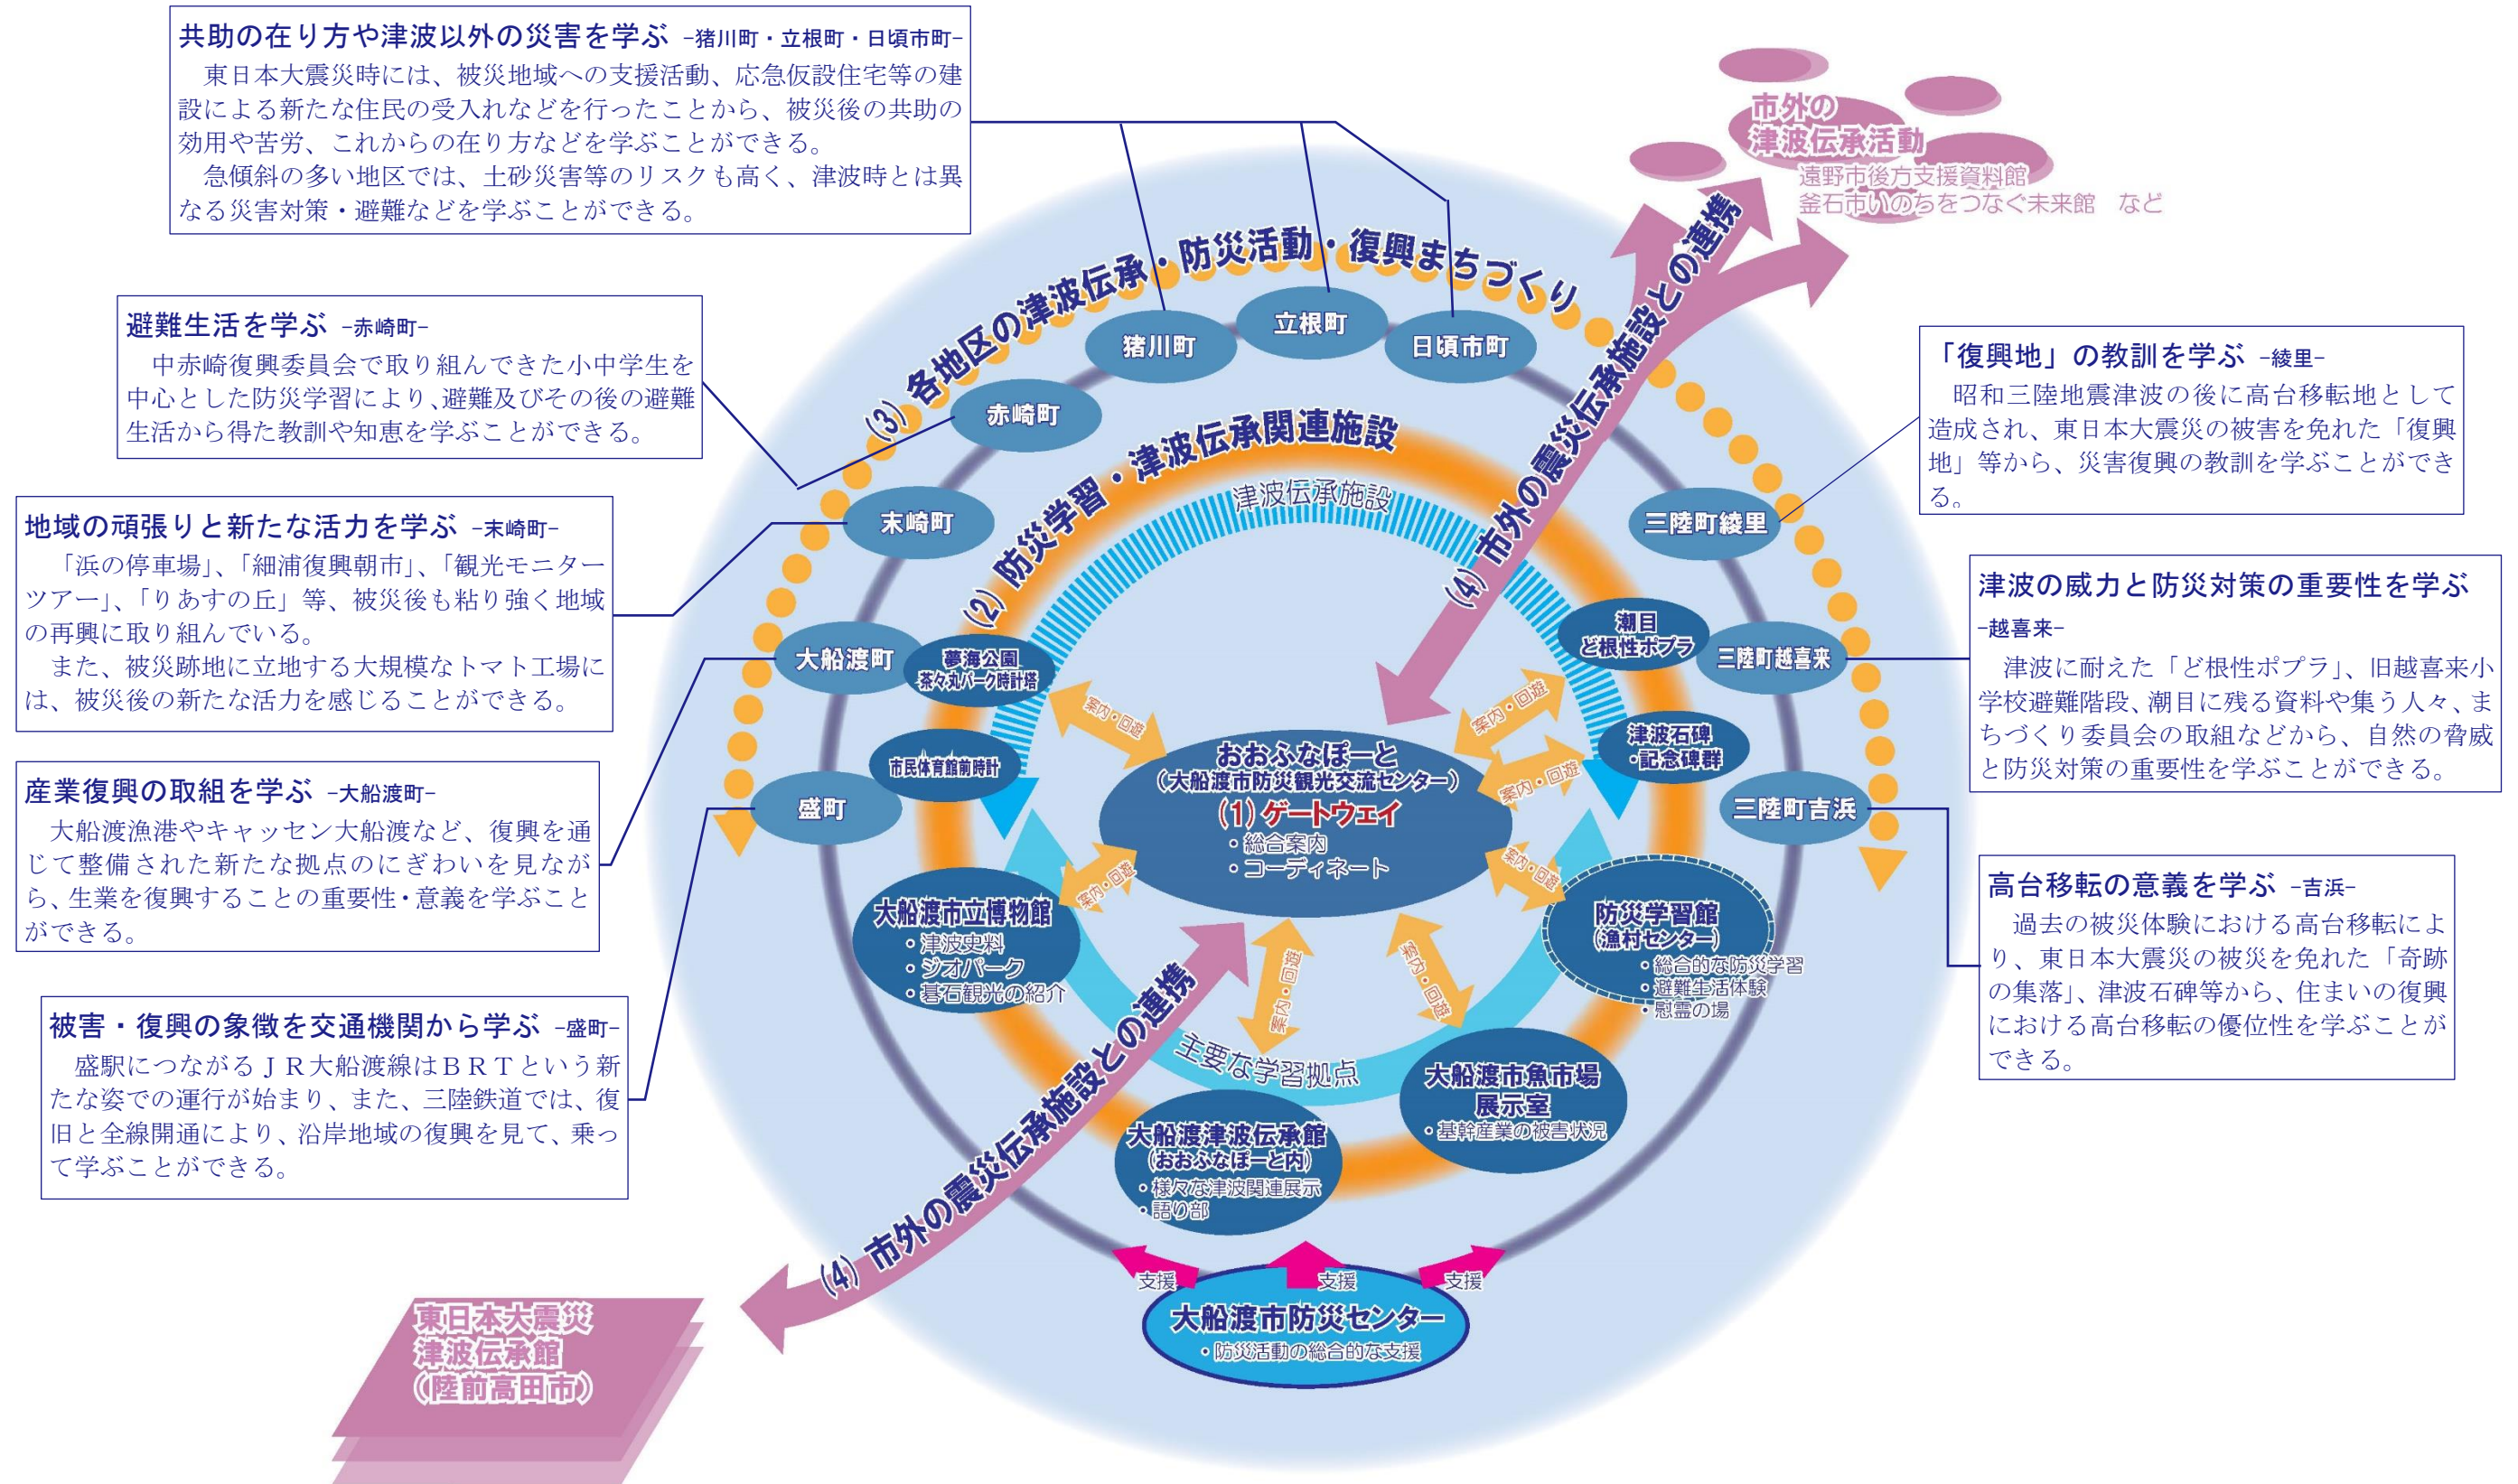 共助の在り方や津波以外の災害を学ぶ -猪川町・立根町・日頃市町-
東日本大震災時には、被災地域への支援活動、応急仮設住宅等の建
設による新たな住民の受入れなどを行ったことから、被災後の共助の
効用や苦労、これからの在り方などを学ぶことができる。
急傾斜の多い地区では、土砂災害等のリスクも高く、津波時とは異
なる災害対策・避難などを学ぶことができる。
避難生活を学ぶ -赤崎町-
中赤崎復興委員会で取り組んできた小中学生を
中心とした防災学習により、避難及びその後の避難
生活から得た教訓や知恵を学ぶことができる。
地域の頑張りと新たな活力を学ぶ -末崎町-
「浜の停車場」、「細浦復興朝市」、「観光モニター
ツアー」、「りあすの丘」等、被災後も粘り強く地域
の再興に取り組んでいる。
また、被災跡地に立地する大規模なトマト工場に
は、被災後の新たな活力を感じることができる。
産業復興の取組を学ぶ -大船渡町-
大船渡漁港やキャッセン大船渡など、復興を通
じて整備された新たな拠点のにぎわいを見なが
ら、生業を復興することの重要性・意義を学ぶこと
ができる。
被害・復興の象徴を交通機関から学ぶ -盛町-
盛駅につながるＪＲ大船渡線はＢＲＴという新
たな姿での運行が始まり、また、三陸鉄道では、復
旧と全線開通により、沿岸地域の復興を見て、乗っ
て学ぶことができる。
市外の
津波伝承活動
遠野市後方支援資料館
釜石市いのちをつなぐ未来館 など
「復興地」の教訓を学ぶ -綾里-
昭和三陸地震津波の後に高台移転地として
造成され、東日本大震災の被害を免れた「復興
地」等から、災害復興の教訓を学ぶことができ
る。
津波の威力と防災対策の重要性を学ぶ
-越喜来-
津波に耐えた「ど根性ポプラ」、旧越喜来小
学校避難階段、潮目に残る資料や集う人々、ま
ちづくり委員会の取組などから、自然の脅威
と防災対策の重要性を学ぶことができる。
高台移転の意義を学ぶ -吉浜-
過去の被災体験における高台移転によ
り、東日本大震災の被災を免れた「奇跡
の集落」、津波石碑等から、住まいの復興
における高台移転の優位性を学ぶことが
できる。
(3) 各地区の津波伝承・防災活動・復興まちづくり
猪川町
立根町
日頃市町
赤崎町
末崎町
大船渡町
盛町
三陸町綾里
三陸町越喜来
三陸町吉浜
(2) 防災学習・津波伝承関連施設
津波伝承施設
(4) 市外の震災伝承施設との連携
夢海公園
茶々丸パーク時計塔
市民体育館前時計
潮目
ど根性ポプラ
津波石碑
・記念碑群
案内・回遊
案内・回遊
案内・回遊
おおふなぽーと
（大船渡市防災観光交流センター）
(1) ゲートウェイ
・総合案内
・コーディネート
案内・回遊
案内・回遊
案内・回遊
案内・回遊
大船渡市立博物館
・津波史料
・ジオパーク
・碁石観光の紹介
防災学習館
(漁村センター)
・総合的な防災学習
・避難生活体験
・慰霊の場
主要な学習拠点
大船渡市魚市場
展示室
・基幹産業の被害状況
大船渡津波伝承館
(おおふなぽーと内)
・様々な津波関連展示
・語り部
(4) 市外の震災伝承施設との連携
支援
支援
支援
大船渡市防災センター
・防災活動の総合的な支援
東日本大震災
津波伝承館
（陸前高田市）